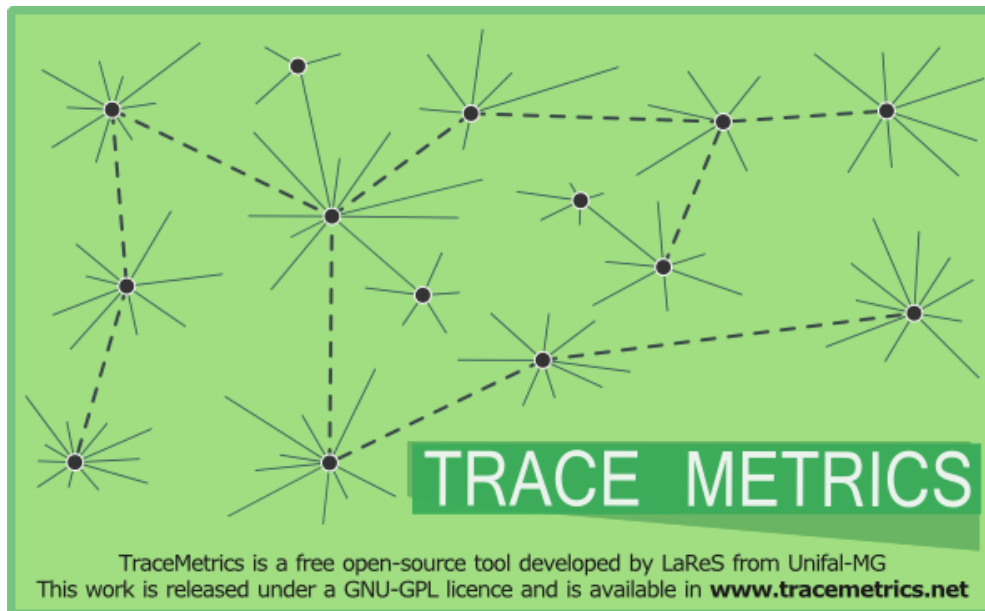 TRACE METRICS
TraceMetrics is a free open-source tool developed by LaReS from Unifal-MG
This work is released under a GNU-GPL licence and is available in www.tracemetrics.net